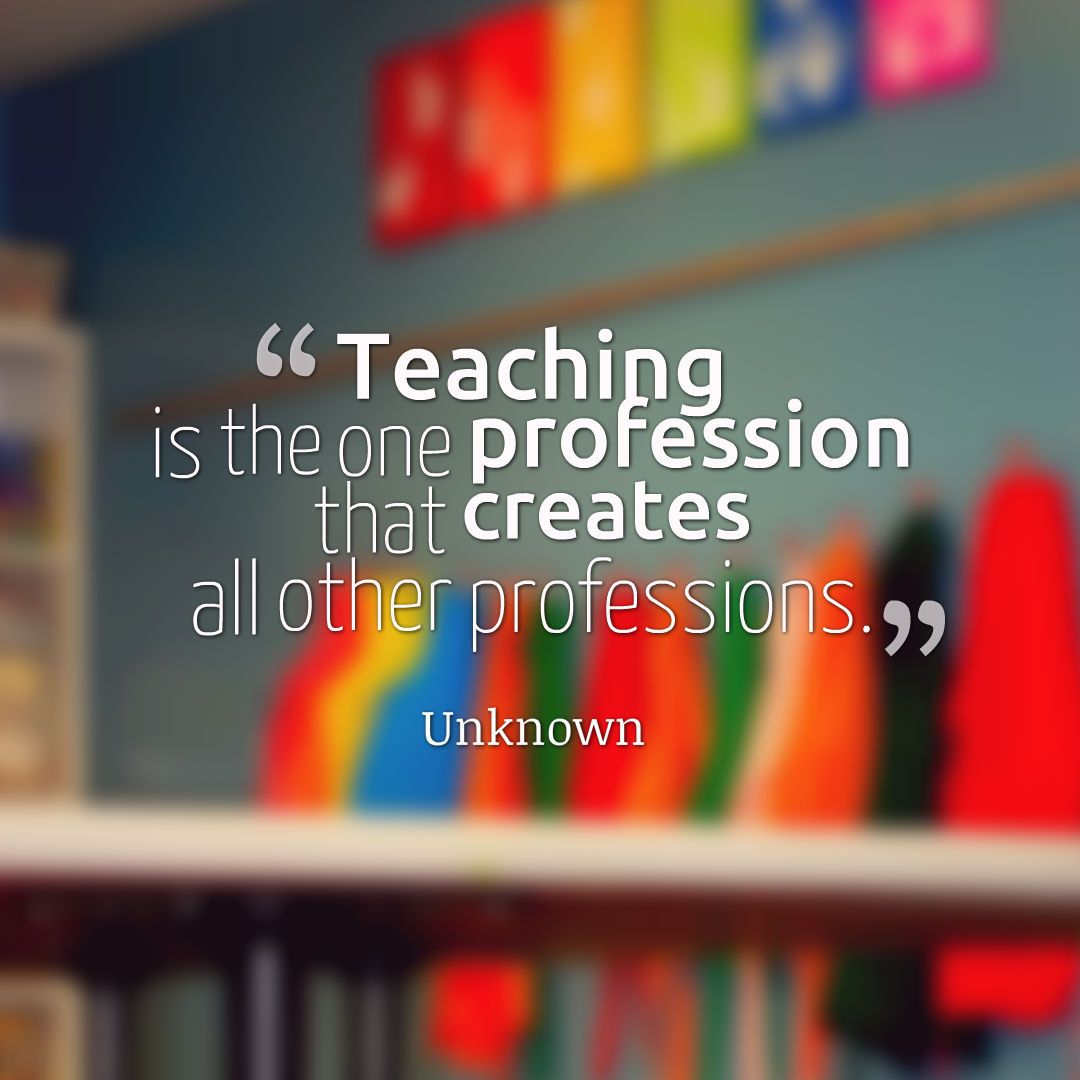 “Teaching
is the one profession
that creates
all other professions.”
Unknown